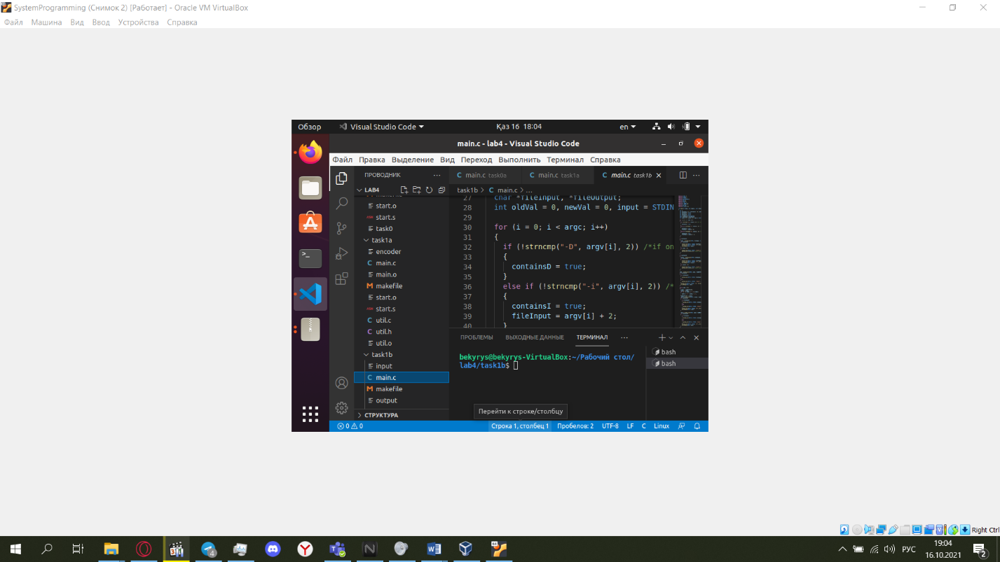 SystemProgramming (Снимок 2) [Работает] - Oracle VM VirtualBox
Файл Машина Вид Ввод Устройства Справка
Обзор Visual Studio Code Қаз 16 18:04 en
main.c - lab4 - Visual Studio Code
Файл Правка Выделение Вид Переход Выполнить Терминал Справка
ПРОВОДНИК
main.c task0a
main.c task1a
main.c task1b
LAB4
task1b > C main.c > ...
start.o
start.s
task0
task1a
encoder
main.c
main.o
makefile
start.o
start.s
util.c
util.h
util.o
task1b
input
main.c
makefile
output
СТРУКТУРА
27 char *fileInput, *fileOutput;
28 int oldVal = 0, newVal = 0, input = STDIN
29
30 for (i = 0; i < argc; i++)
31 {
32 if (!strncmp("-D", argv[i], 2)) /*if on
33 {
34 containsD = true;
35 }
36 else if (!strncmp("-i", argv[i], 2)) /*
37 {
38 containsI = true;
39 fileInput = argv[i] + 2;
40 }
ПРОБЛЕМЫ ВЫХОДНЫЕ ДАННЫЕ ТЕРМИНАЛ
bekyrys@bekyrys-VirtualBox:~/Рабочий стол/
lab4/task1b$
bash
bash
Перейти к строке/столбцу
0 0 Строка 1, столбец 1 Пробелов: 2 UTF-8 LF C Linux
Right Ctrl
РУС
19:04
16.10.2021
2